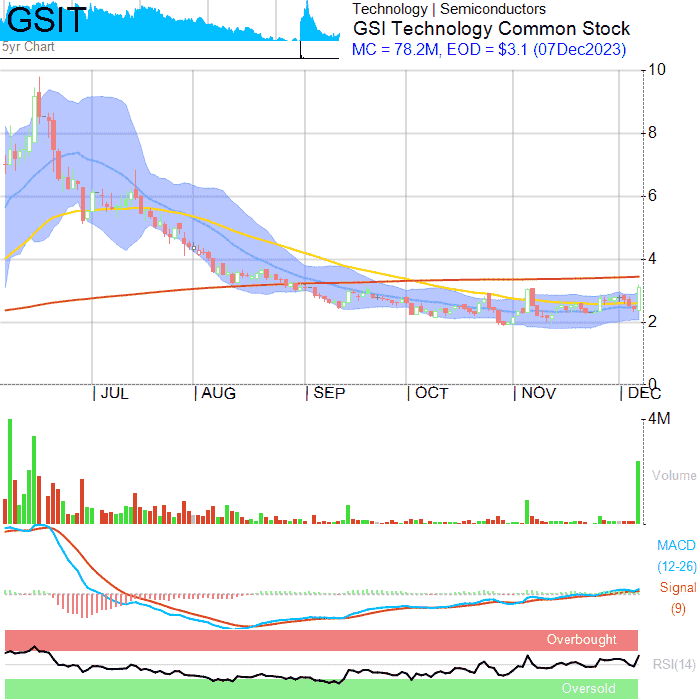 GSIT
5yr Chart
Technology | Semiconductors
GSI Technology Common Stock
MC = 78.2M, EOD = $3.1 (07Dec2023)
10
8
6
4
2
0
JUL AUG SEP OCT NOV DEC
4M
Volume
MACD
(12-26)
Signal
(9)
Overbought
RSI(14)
Oversold